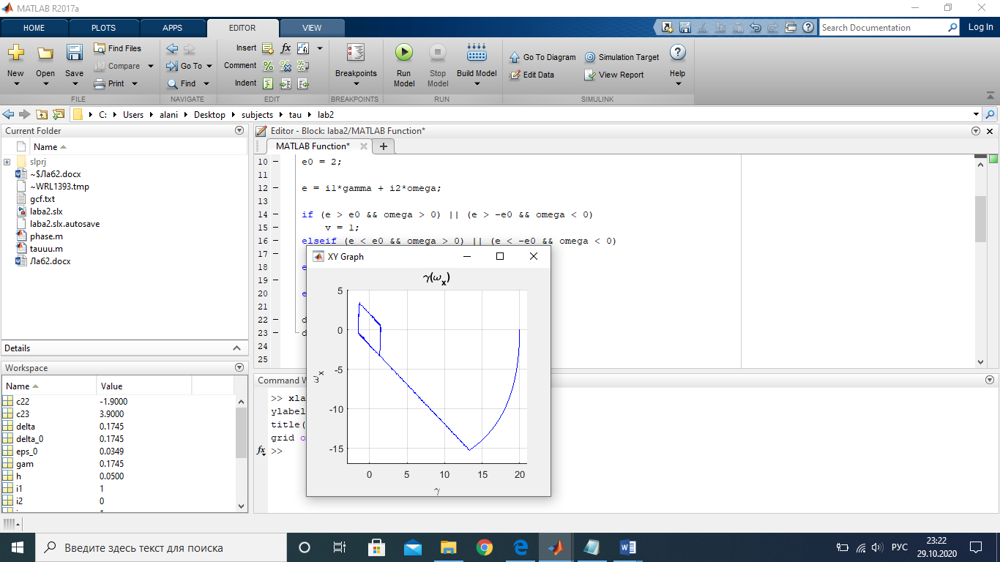 MATLAB R2017a
HOME PLOTS APPS EDITOR VIEW
Search Documentation
Log In
New
Open
Save
Find Files
Compare
Print
FILE
Go To
Find
NAVIGATE
Insert
Comment
Indent
EDIT
Breakpoints
BREAKPOINTS
Run Model
Stop Model
Build Model
RUN
Go To Diagram
Edit Data
Simulation Target
View Report
Help
SIMULINK
C: Users alani Desktop subjects tau lab2
Current Folder
Name
slprj
~$Ла62.docx
~WRL1393.tmp
gcf.txt
laba2.slx
laba2.slx.autosave
phase.m
tauuu.m
Ла62.docx
Details
Workspace
Name Value
c22 -1.9000
c23 3.9000
delta 0.1745
delta_0 0.1745
eps_0 0.0349
gam 0.1745
h 0.0500
i1 1
i2 0
Editor - Block: laba2/MATLAB Function*
MATLAB Function*
10 e0 = 2;
11
12 e = i1*gamma + i2*omega;
13
14 if (e > e0 && omega > 0) || (e > -e0 && omega < 0)
15 v = 1;
16 elseif (e < e0 && omega > 0) || (e < -e0 && omega < 0)
17
18 e
19
20 e
21
22 d
23 d
24
25
XY Graph
γ(ωx)
5
0
-5
-10
-15
ωx
0 5 10 15 20
γ
Command W
>> xla
ylabel
title(
grid o
>>
Введите здесь текст для поиска
РУС
23:22
29.10.2020